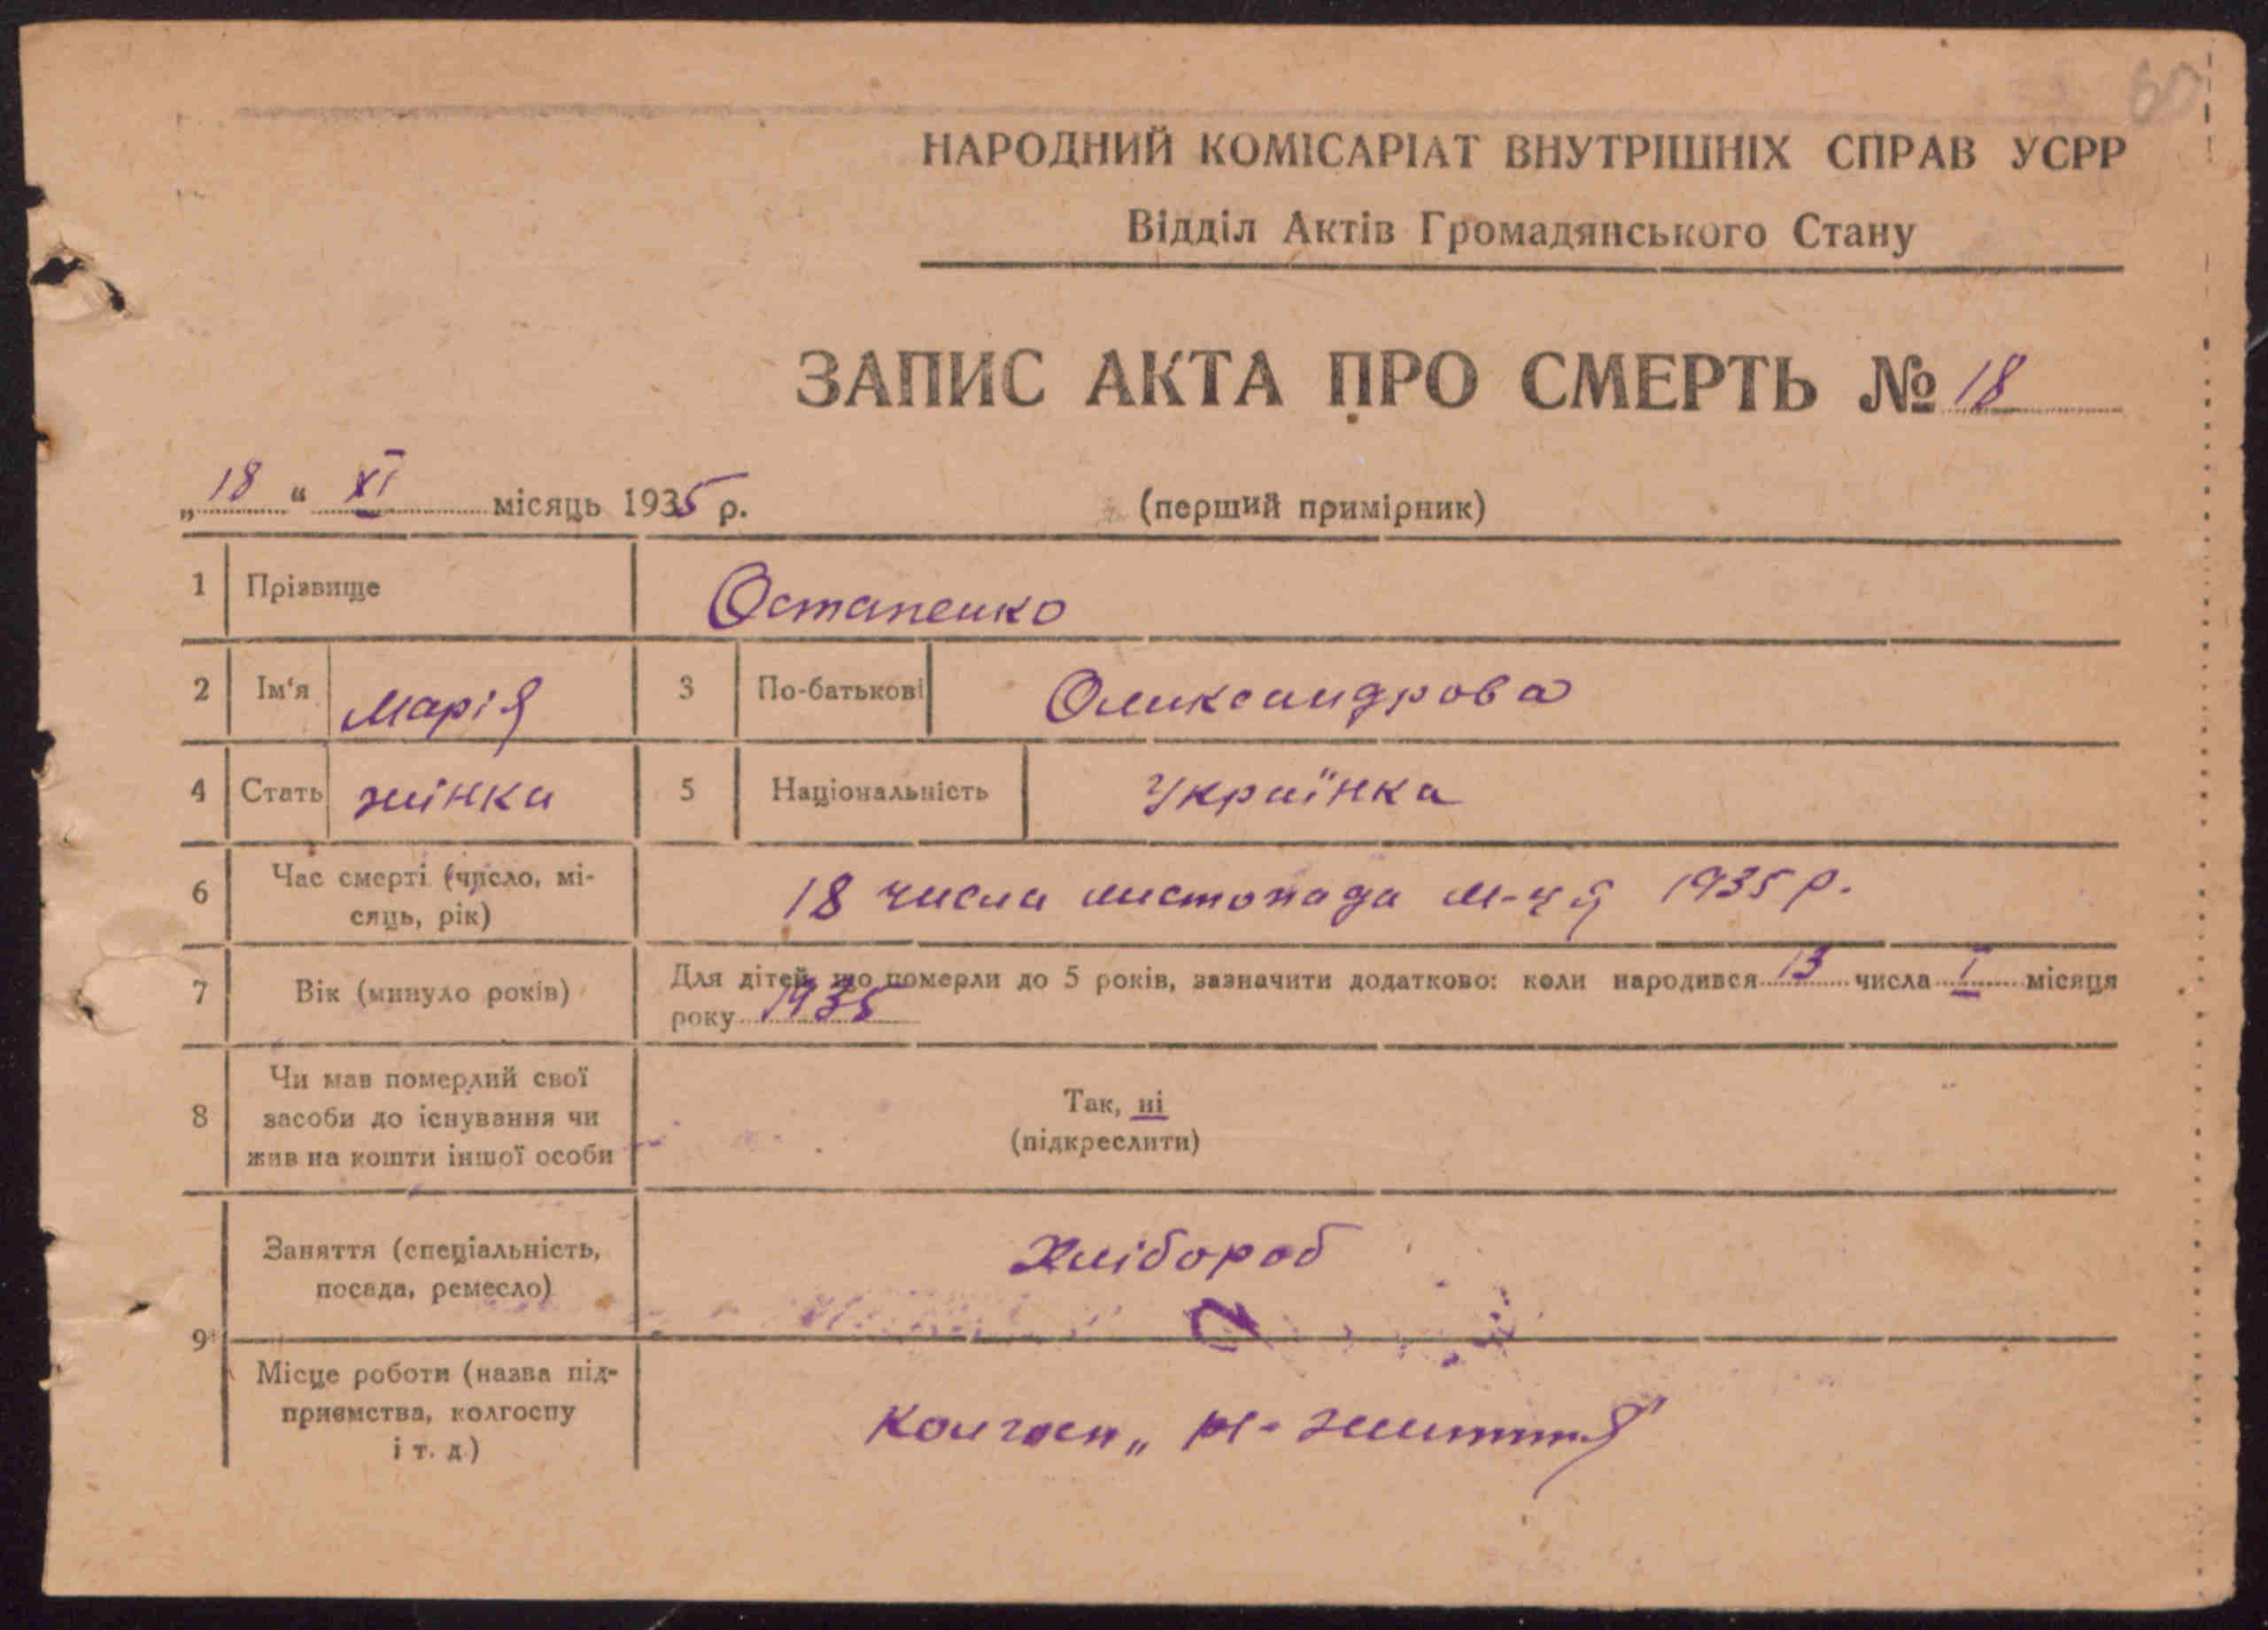 60
НАРОДНИЙ КОМІСАРІАТ ВНУТРІШНІХ СПРАВ УСРР
Відділ Актів Громадянського Стану
ЗАПИС АКТА ПРО СМЕРТЬ № 18
„18“ XI місяць 1935 р. (перший примірник)
1 Прізвище Остапенко
2 Ім'я Марія 3 По-батькові Олександрова
4 Стать жінка 5 Національність Українка
6 Час смерті (число, мі-
сяць, рік) 18 числа листопада м-ця 1935 р.
7 Вік (минуло років) Для дітей, що померли до 5 років, зазначити додатково: коли народився 13 числа I місяця
року 1935
8 Чи мав померлий свої
засоби до існування чи
жив на кошти іншої особи
Так, ні
(підкреслити)
9 Заняття (спеціальність,
посада, ремесло) Хлібороб
Місце роботи (назва під-
приємства, колгоспу
і т. д.) Колгосп „ життя"